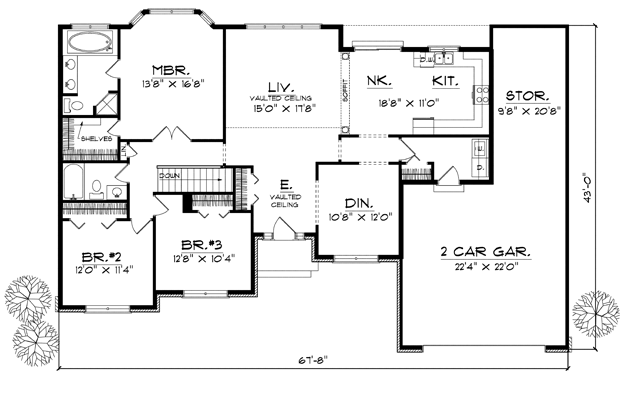 MBR.
13'8" × 16'8"
LIV.
VAULTED CEILING
15'0" × 17'8"
SOFFIT
NK.
KIT.
18'8" × 11'0"
D.W.
STOR.
9'8" × 20'8"
SHELVES
LIN.
DOWN
E.
VAULTED
CEILING
DIN.
10'8" × 12'0"
BR.#2
12'0" × 11'4"
BR.#3
12'8" × 10'4"
2 CAR GAR.
22'4" × 22'0"
43'-0"
67'-8"